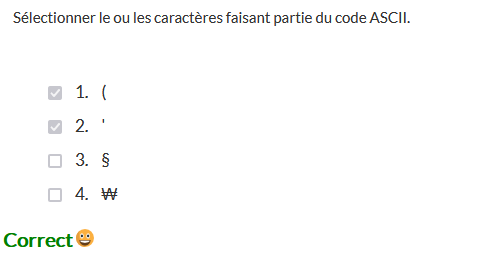 Sélectionner le ou les caractères faisant partie du code ASCII.
1. (
2. '
3. §
4. ₩
Correct😀